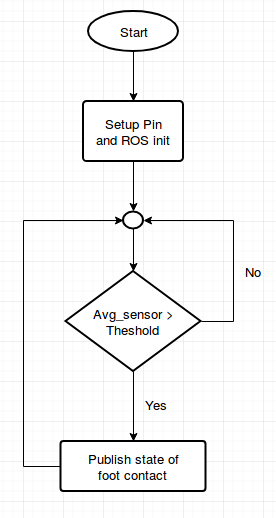 Start
Setup Pin
and ROS init
No
Avg_sensor >
Theshold
Yes
Publish state of
foot contact